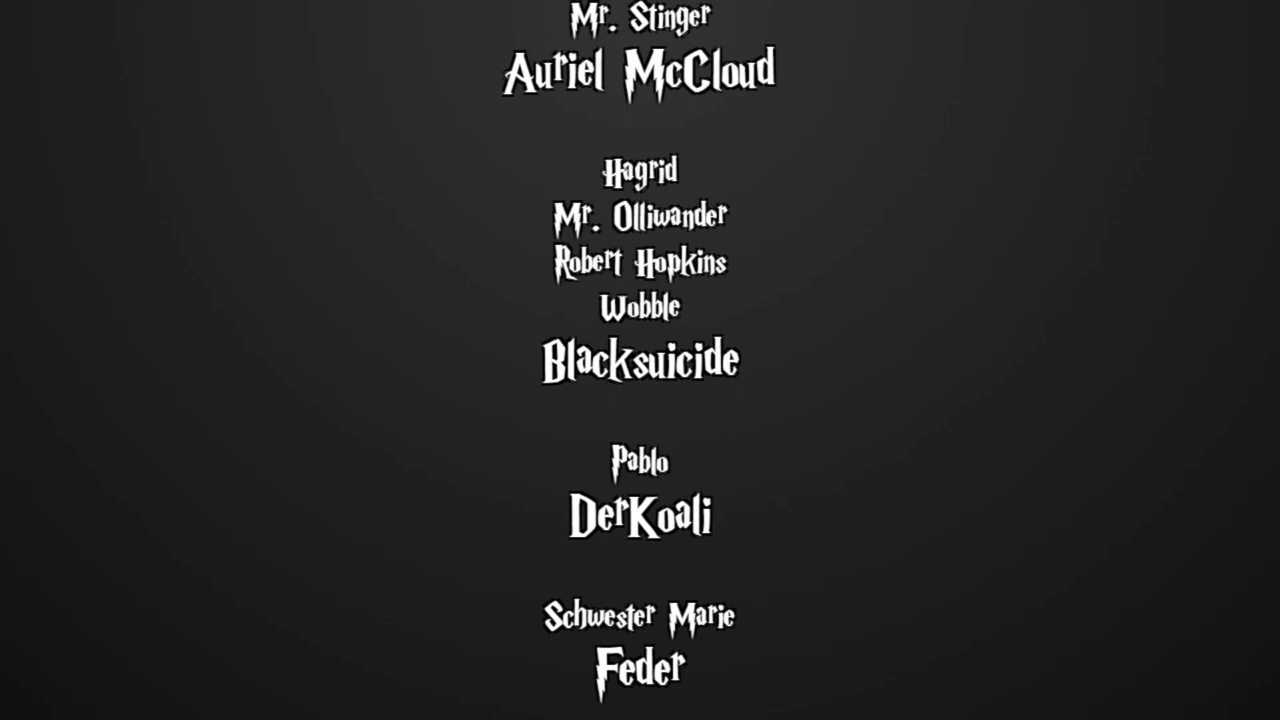 Mr. Stinger
Auriel McCloud
Hagrid
Mr. Olliwander
Robert Hopkins
Wobble
Blacksuicide
Pablo
DerKoali
Schwester Marie
Feder